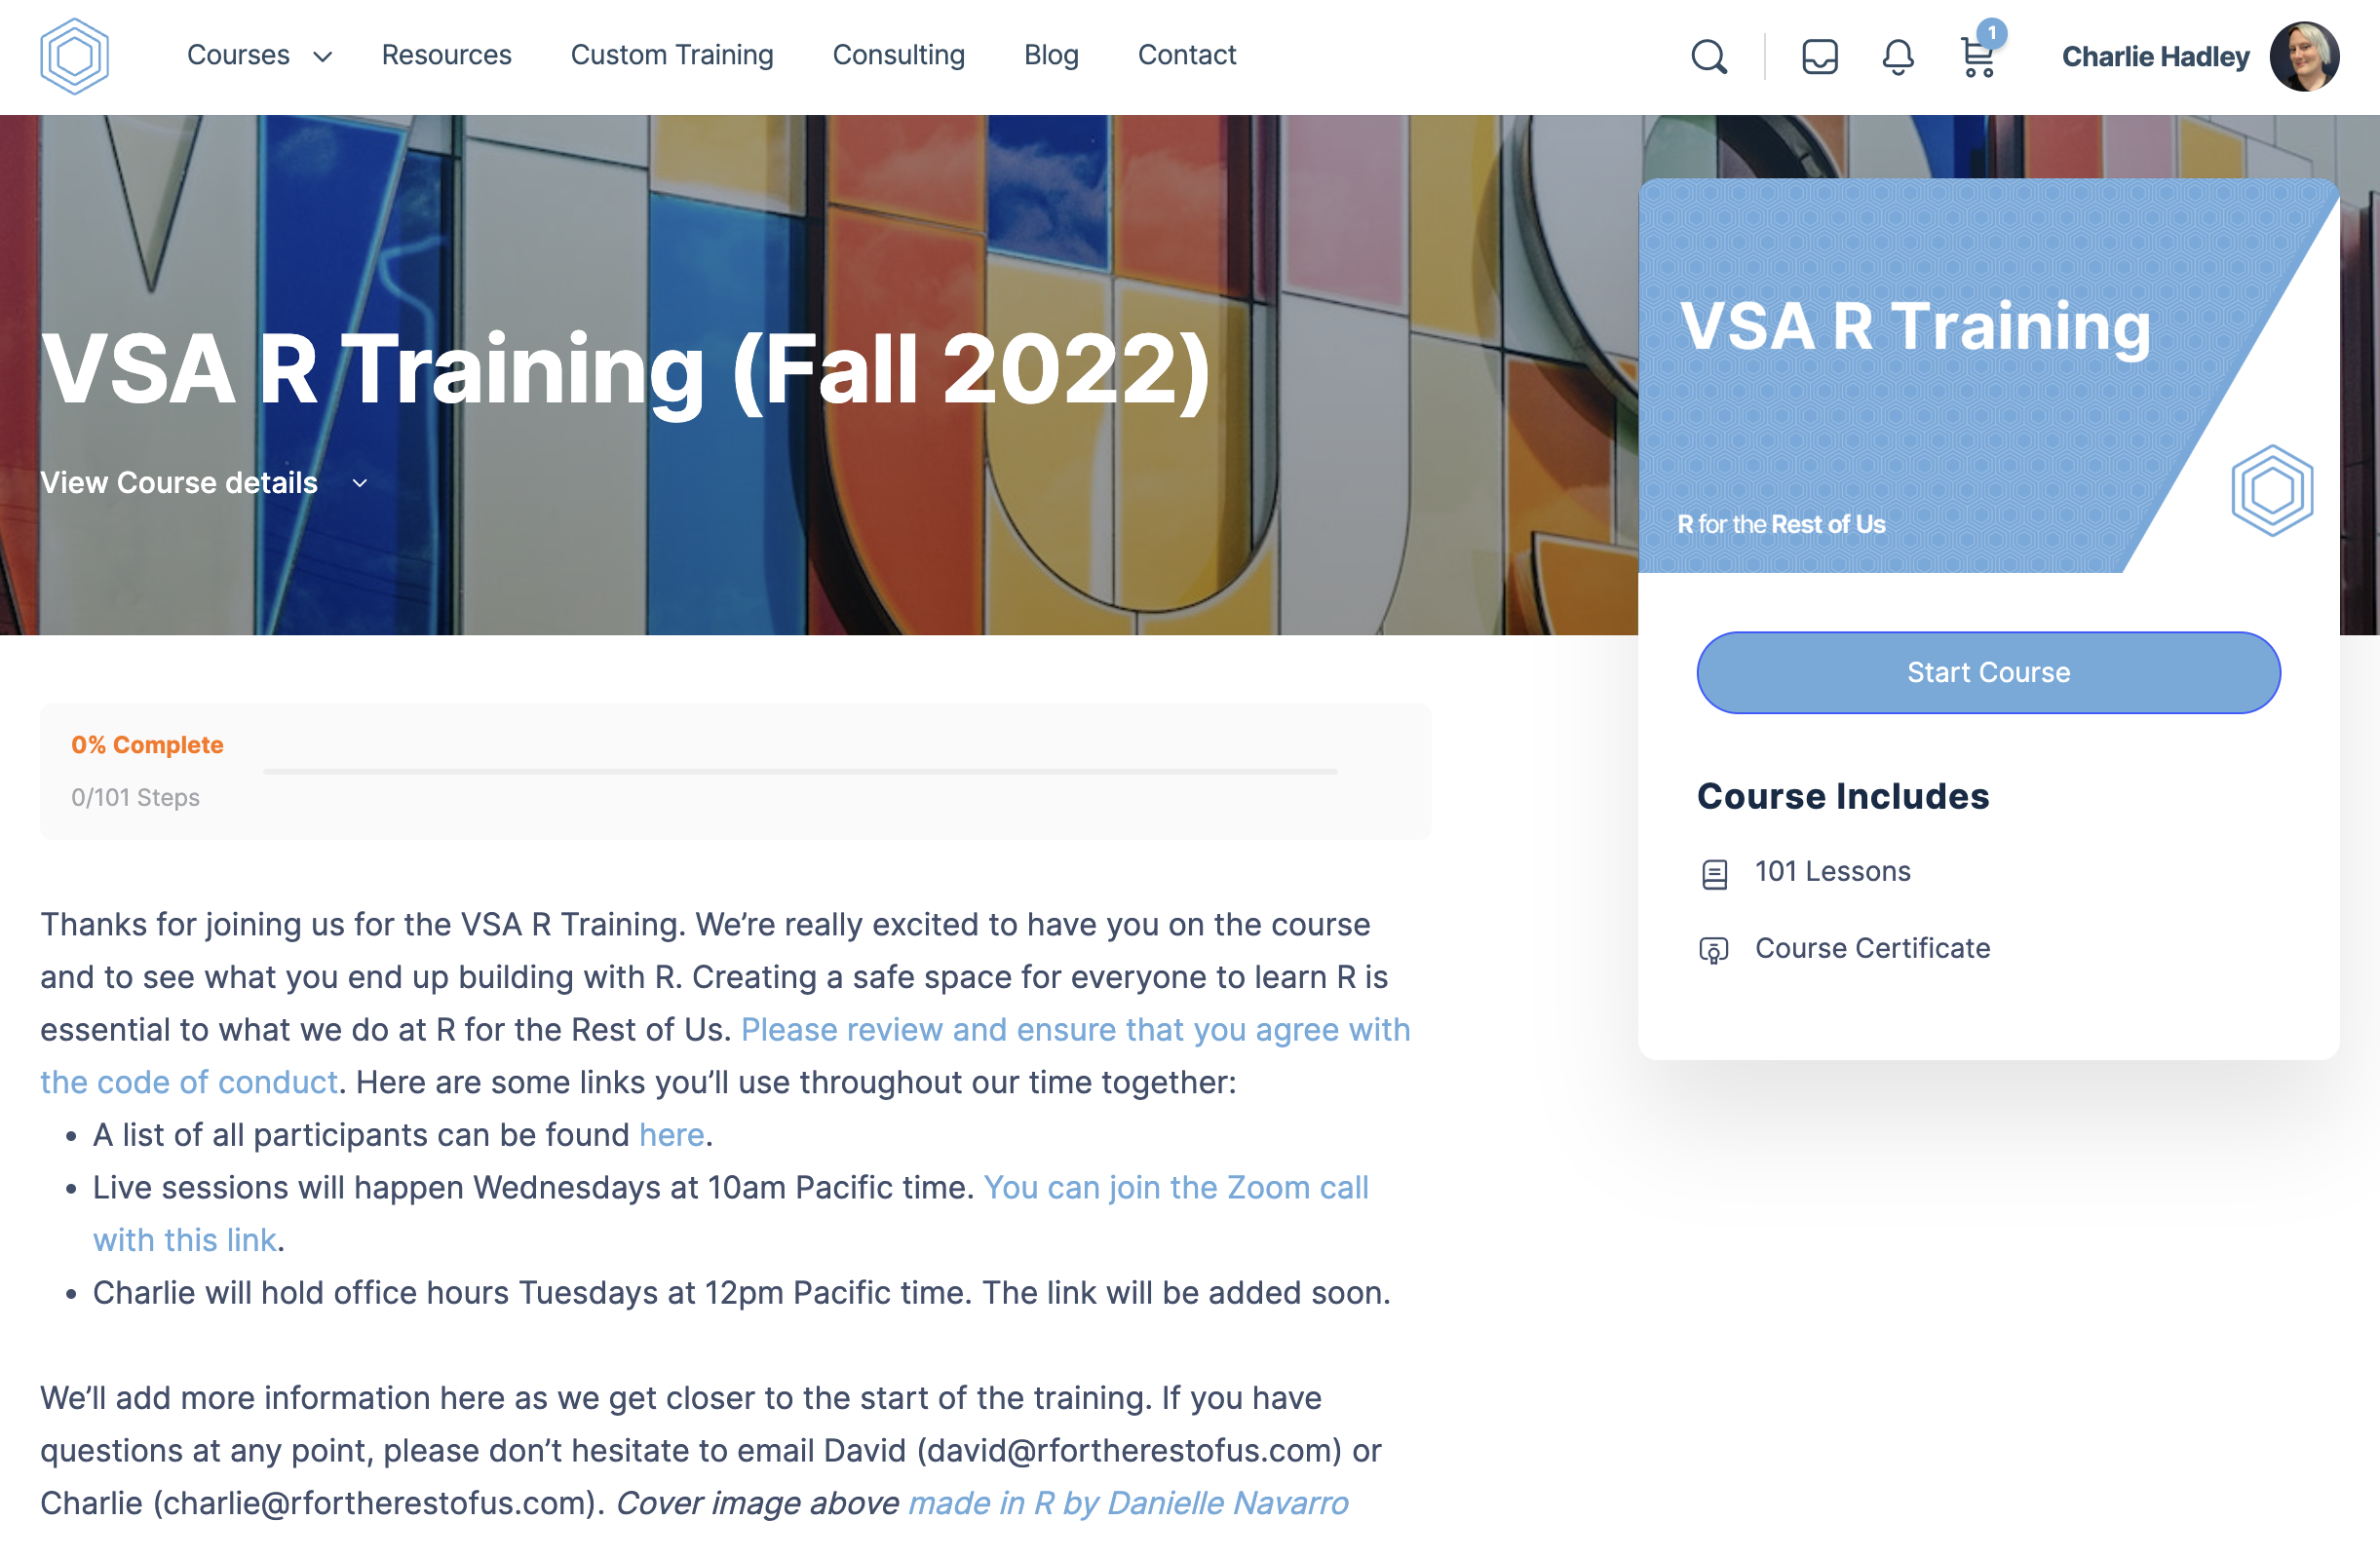 Courses
Resources
Custom Training
Consulting
Blog
Contact
1
Charlie Hadley
VSA R Training (Fall 2022)
View Course details
VSA R Training
R for the Rest of Us
Start Course
Course Includes
101 Lessons
Course Certificate
0% Complete
0/101 Steps
Thanks for joining us for the VSA R Training. We’re really excited to have you on the course
and to see what you end up building with R. Creating a safe space for everyone to learn R is
essential to what we do at R for the Rest of Us. Please review and ensure that you agree with
the code of conduct. Here are some links you’ll use throughout our time together:
• A list of all participants can be found here.
• Live sessions will happen Wednesdays at 10am Pacific time. You can join the Zoom call
with this link.
• Charlie will hold office hours Tuesdays at 12pm Pacific time. The link will be added soon.
We’ll add more information here as we get closer to the start of the training. If you have
questions at any point, please don’t hesitate to email David (david@rfortherestofus.com) or
Charlie (charlie@rfortherestofus.com). Cover image above made in R by Danielle Navarro